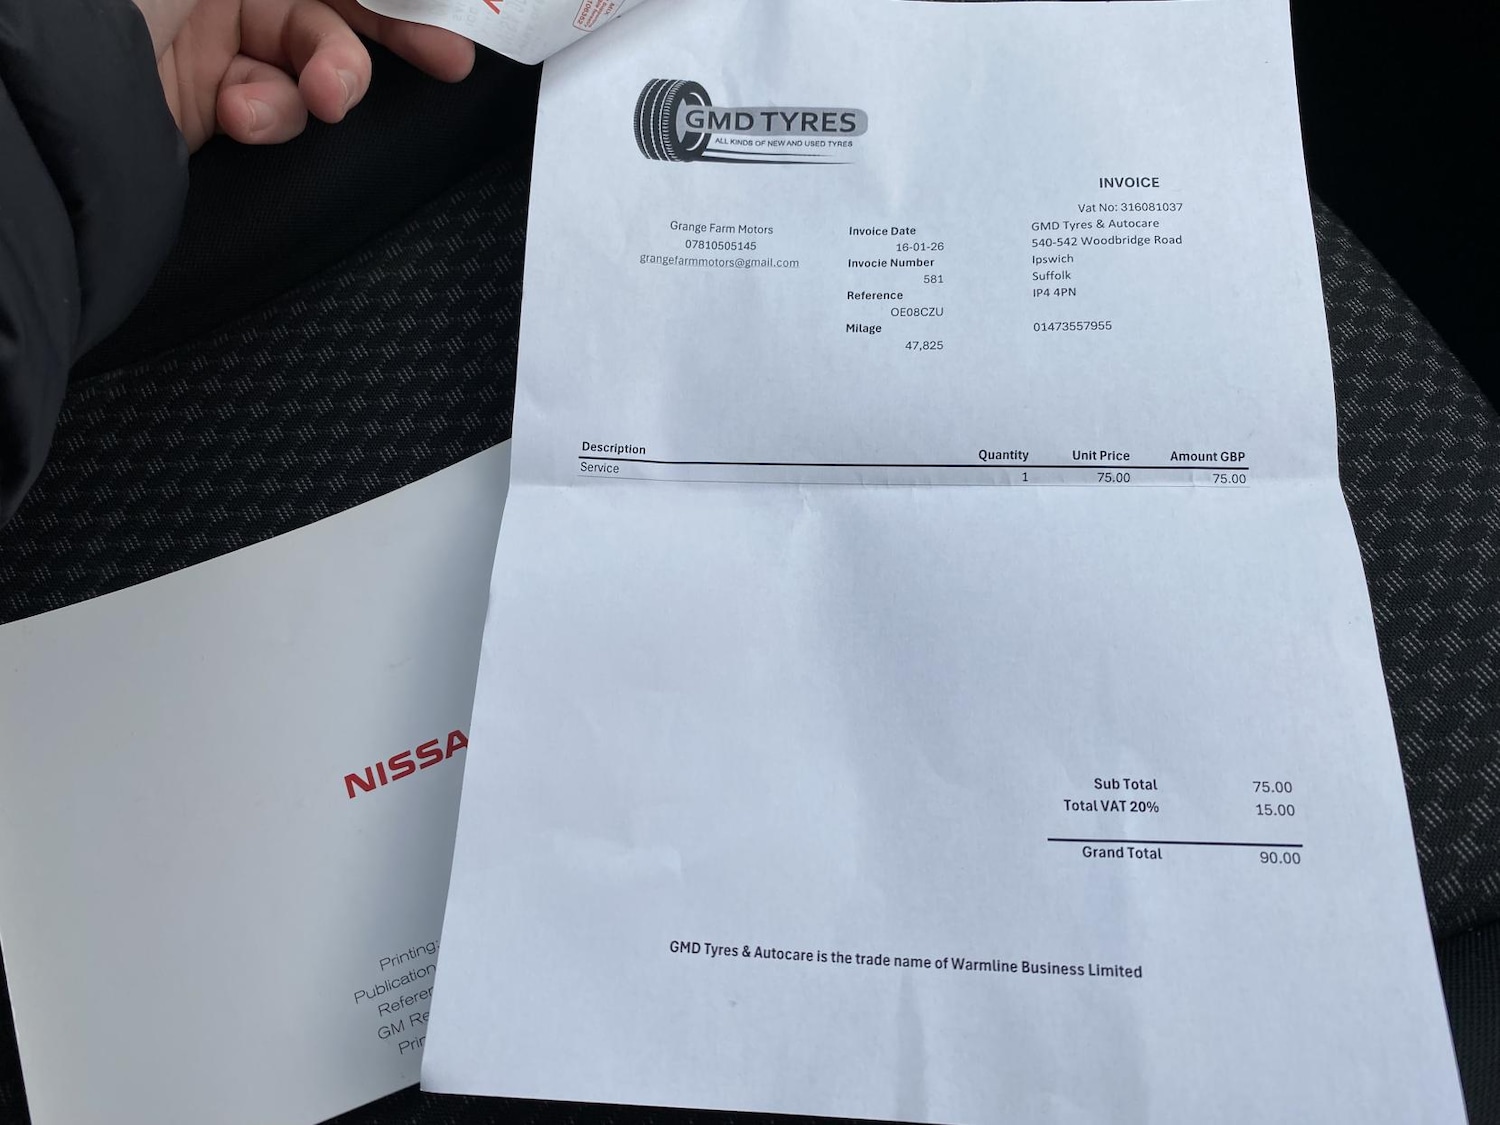 GMD TYRES
ALL KINDS OF NEW AND USED TYRES
INVOICE
Vat No: 316081037
GMD Tyres & Autocare
540-542 Woodbridge Road
Ipswich
Suffolk
IP4 4PN
01473557955
Grange Farm Motors
07810505145
grangefarmmotors@gmail.com
Invoice Date
16-01-26
Invocie Number
581
Reference
OE08CZU
Milage
47,825
Description Quantity Unit Price Amount GBP
Service 1 75.00 75.00
Sub Total 75.00
Total VAT 20% 15.00
Grand Total 90.00
GMD Tyres & Autocare is the trade name of Warmline Business Limited
NISSA
Printing:
Publication
Referen
GM Re
Prin